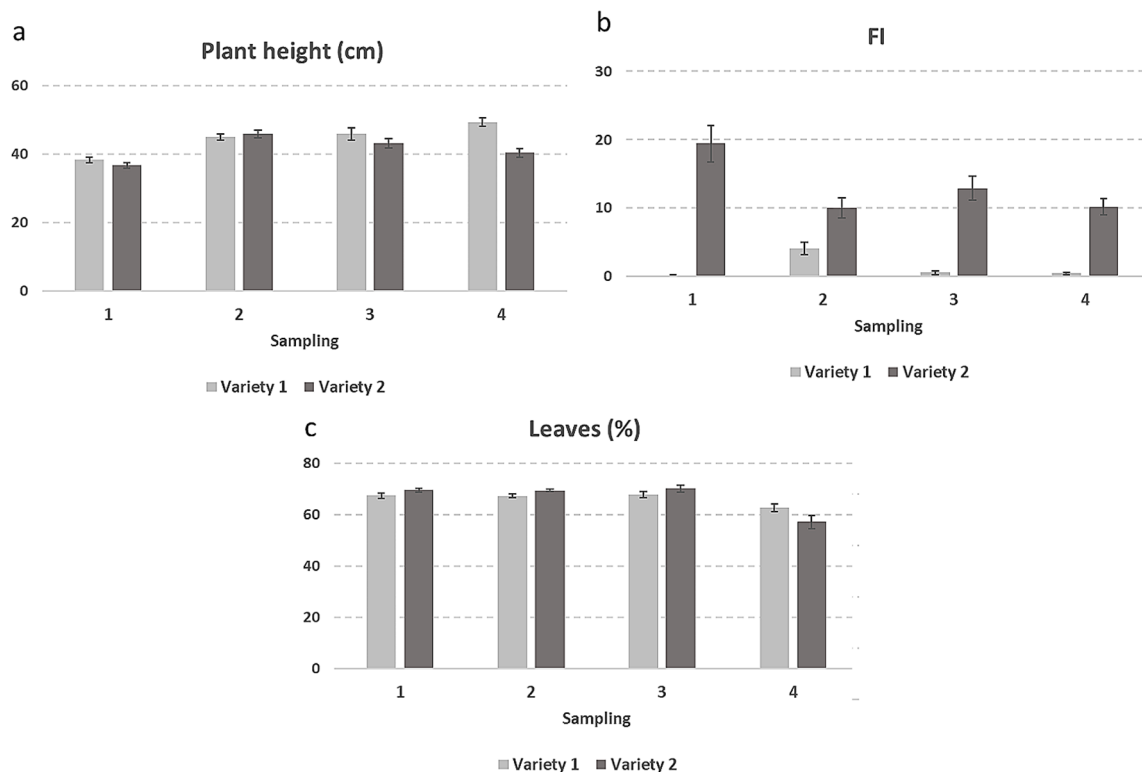 a
Plant height (cm)
60
40
20
0
1 2 3 4
Sampling
Variety 1 Variety 2
b
FI
30
20
10
0
1 2 3 4
Sampling
Variety 1 Variety 2
c
Leaves (%)
80
60
40
20
0
1 2 3 4
Sampling
Variety 1 Variety 2